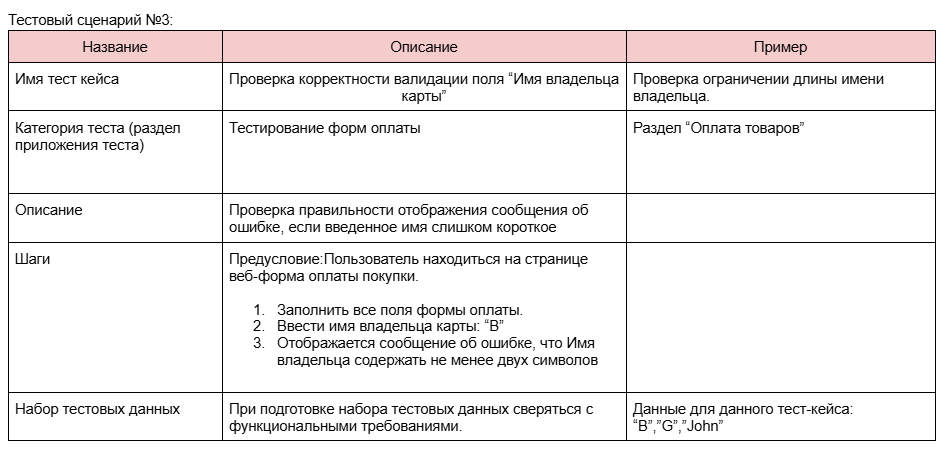 Тестовый сценарий №3:
Название
Описание
Пример
Имя тест кейса
Проверка корректности валидации поля “Имя владельца
карты”
Проверка ограничении длины имени
владельца.
Категория теста (раздел
приложения теста)
Тестирование форм оплаты
Раздел “Оплата товаров”
Описание
Проверка правильности отображения сообщения об
ошибке, если введенное имя слишком короткое
Шаги
Предусловие:Пользователь находиться на странице
веб-форма оплаты покупки.
1. Заполнить все поля формы оплаты.
2. Ввести имя владельца карты: “B”
3. Отображается сообщение об ошибке, что Имя
владельца содержать не менее двух символов
Набор тестовых данных
При подготовке набора тестовых данных сверяться с
функциональными требованиями.
Данные для данного тест-кейса:
“B”,”G”,”John”